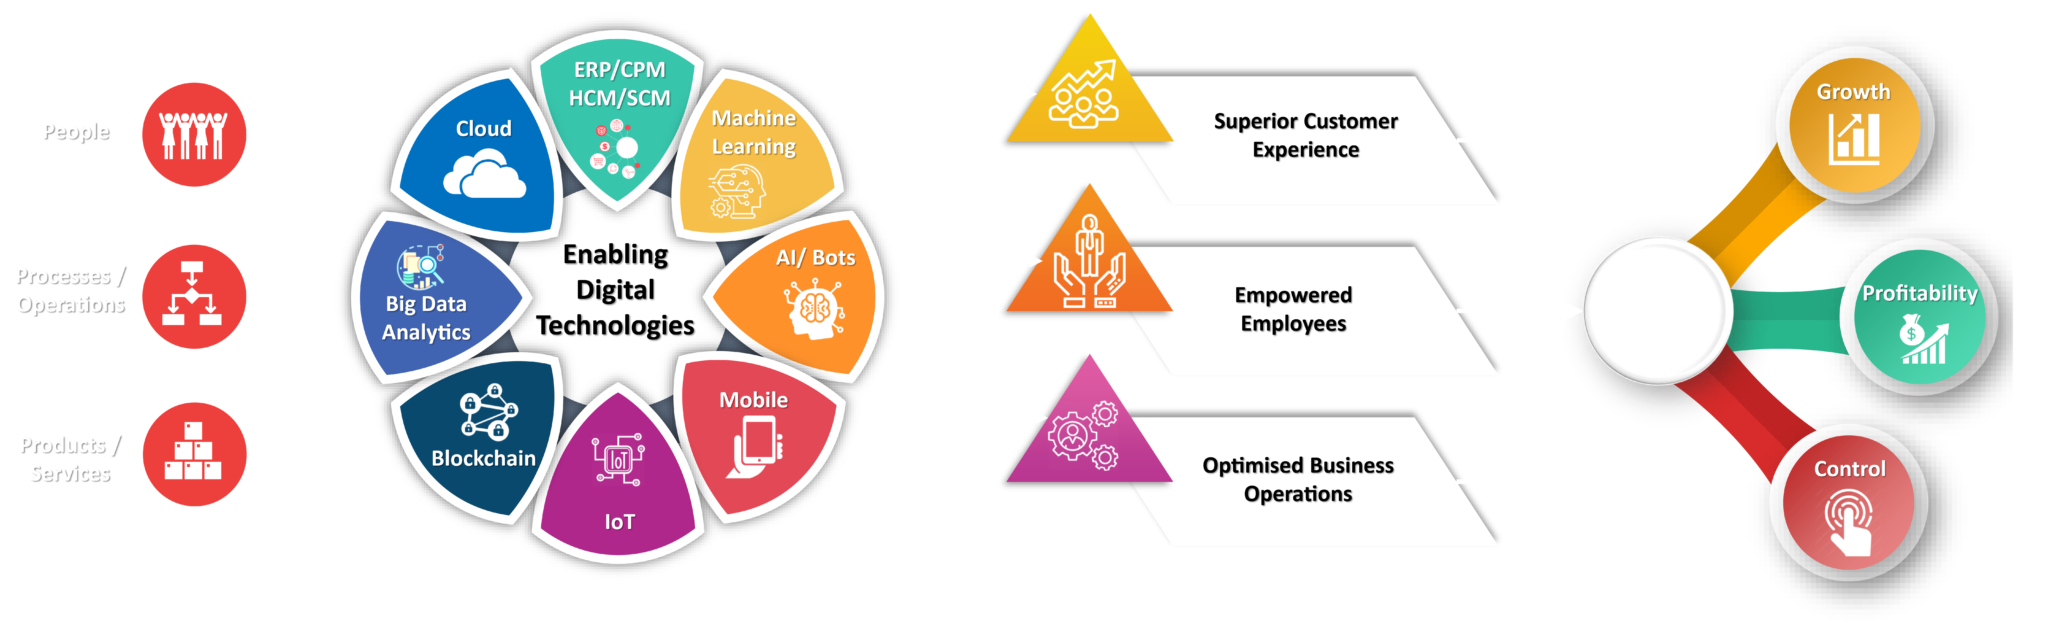 People
Processes /
Operations
Products /
Services
ERP/CPM
HCM/SCM
Machine
Learning
AI/ Bots
Mobile
IoT
IoT
Blockchain
Big Data
Analytics
Cloud
Enabling
Digital
Technologies
Superior Customer
Experience
Empowered
Employees
Optimised Business
Operations
Growth
Profitability
$
Control